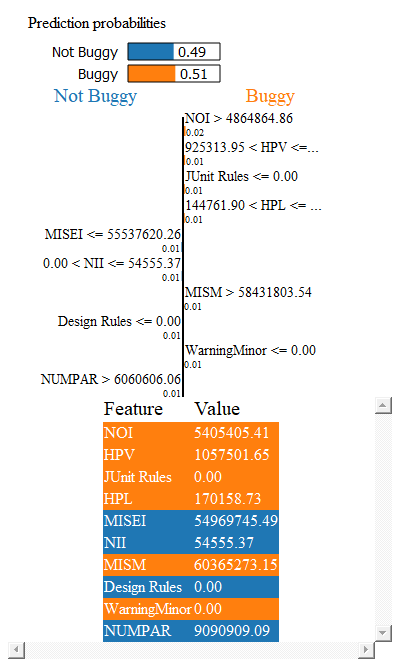 Prediction probabilities
Not Buggy 0.49
Buggy 0.51
Not Buggy Buggy
NOI > 4864864.86
0.02
925313.95 < HPV <=...
0.01
JUnit Rules <= 0.00
0.01
144761.90 < HPL <= ...
0.01
MISEI <= 55537620.26
0.01
0.00 < NII <= 54555.37
0.01
MISM > 58431803.54
0.01
Design Rules <= 0.00
0.01
WarningMinor <= 0.00
0.01
NUMPAR > 6060606.06
0.01
Feature Value
NOI 5405405.41
HPV 1057501.65
JUnit Rules 0.00
HPL 170158.73
MISEI 54969745.49
NII 54555.37
MISM 60365273.15
Design Rules 0.00
WarningMinor 0.00
NUMPAR 9090909.09